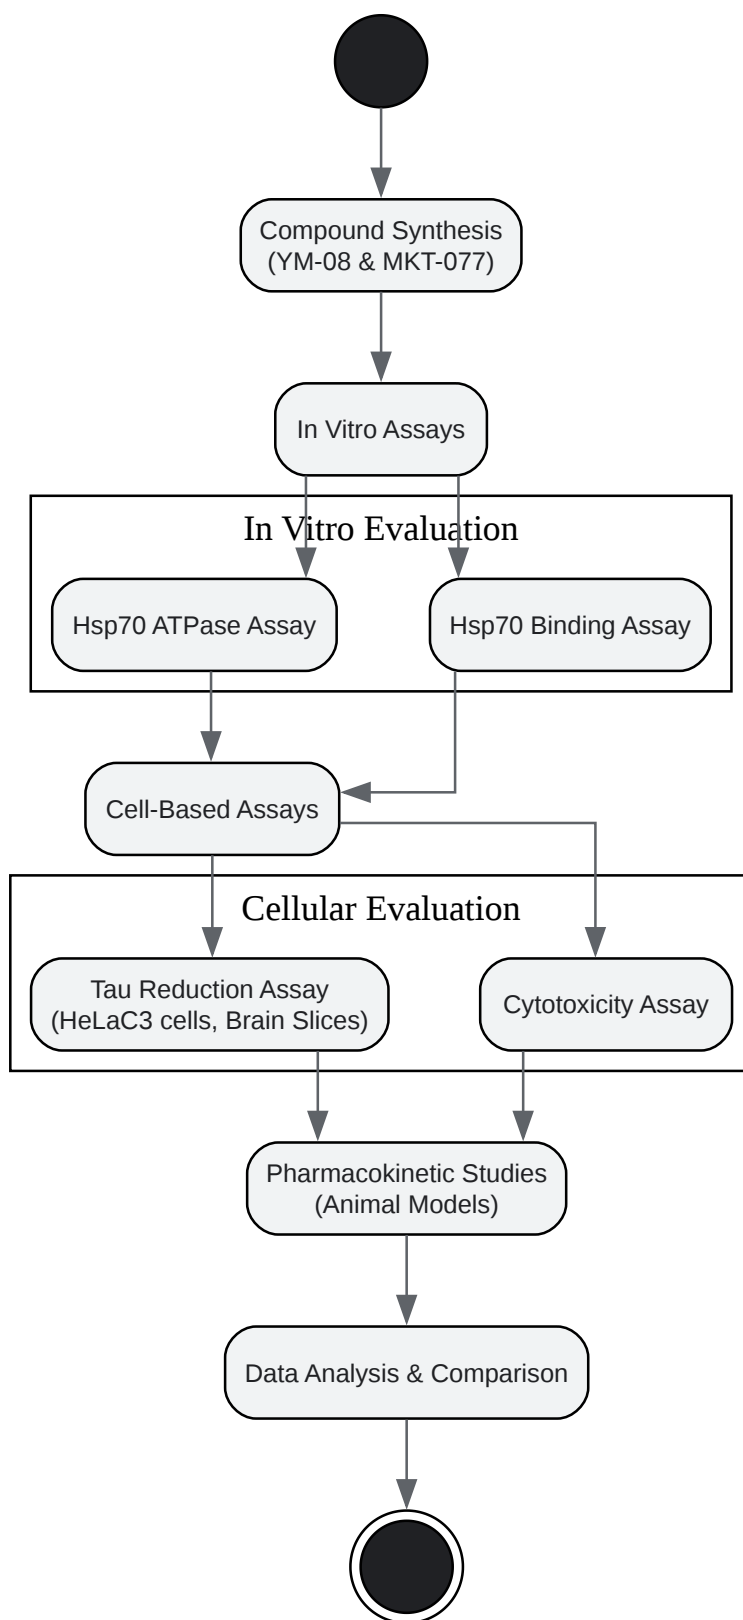 Compound Synthesis
(YM-08 & MKT-077)
In Vitro Assays
In Vitro Evaluation
Hsp70 ATPase Assay
Hsp70 Binding Assay
Cell-Based Assays
Cellular Evaluation
Tau Reduction Assay
(HeLaC3 cells, Brain Slices)
Cytotoxicity Assay
Pharmacokinetic Studies
(Animal Models)
Data Analysis & Comparison